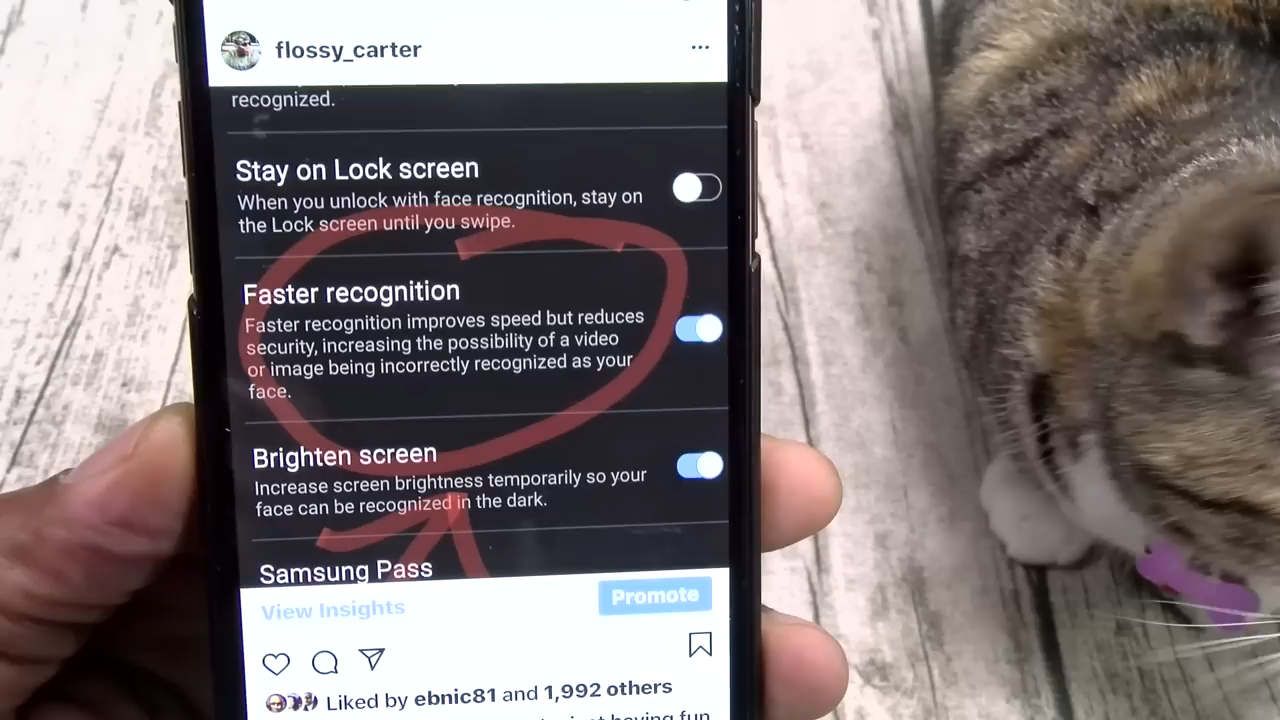 flossy_carter
recognized.
Stay on Lock screen
When you unlock with face recognition, stay on
the Lock screen until you swipe.
Faster recognition
Faster recognition improves speed but reduces
security, increasing the possibility of a video
or image being incorrectly recognized as your
face.
Brighten screen
Increase screen brightness temporarily so your
face can be recognized in the dark.
Samsung Pass
View Insights
Promote
Liked by ebnic81 and 1,992 others
just having fun